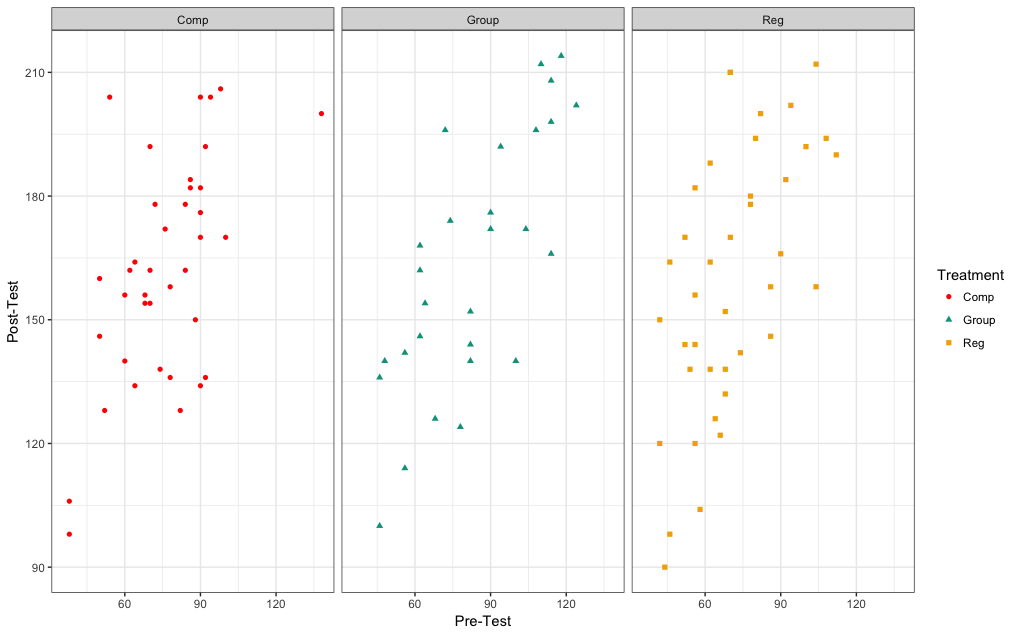 Comp
Group
Reg
Post-Test
210
180
150
120
90
60
90
120
60
90
120
60
90
120
Pre-Test
Treatment
Comp
Group
Reg